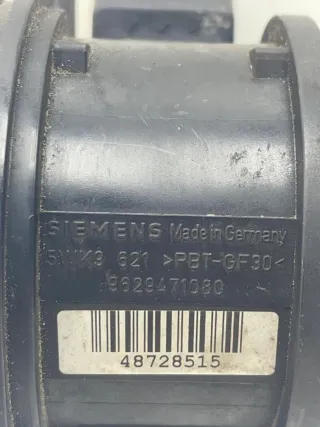 SIEMENS Made in Germany
5WK9 621 >PBT-GF30<
9629471080
48728515